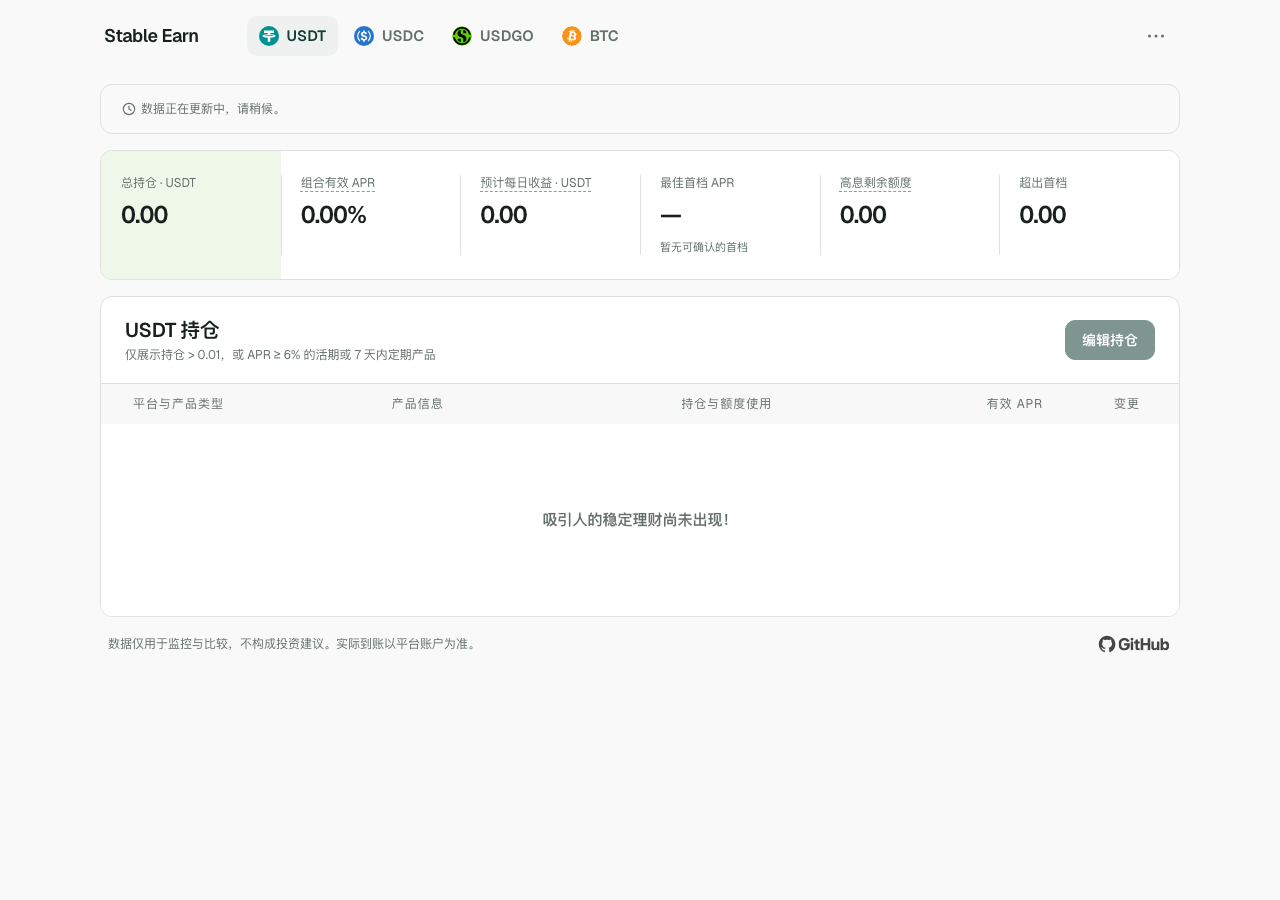 Stable Earn
USDT
USDC
USDGO
BTC
数据正在更新中，请稍候。
总持仓 · USDT
0.00
组合有效 APR
0.00%
预计每日收益 · USDT
0.00
最佳首档 APR
—
暂无可确认的首档
高息剩余额度
0.00
超出首档
0.00
USDT 持仓
仅展示持仓 > 0.01，或 APR ≥ 6% 的活期或 7 天内定期产品
编辑持仓
平台与产品类型
产品信息
持仓与额度使用
有效 APR
变更
吸引人的稳定理财尚未出现！
数据仅用于监控与比较，不构成投资建议。实际到账以平台账户为准。
GitHub